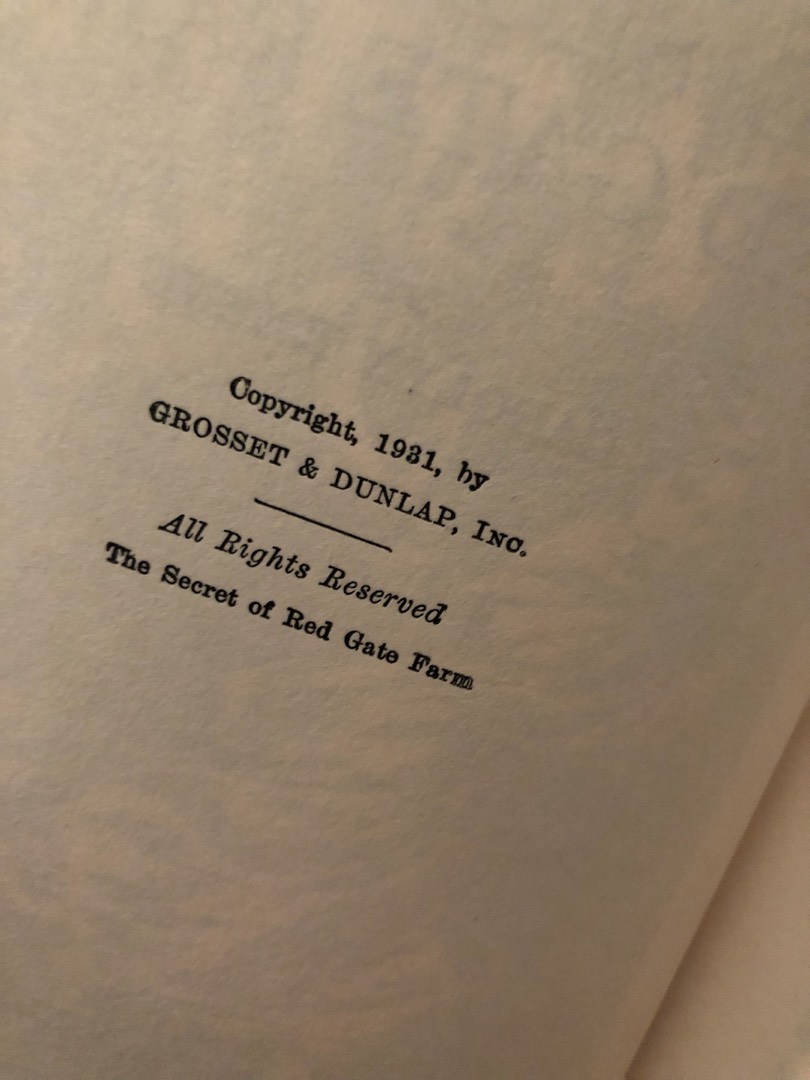 Copyright, 1931, by
GROSSET & DUNLAP, INC.
All Rights Reserved
The Secret of Red Gate Farm